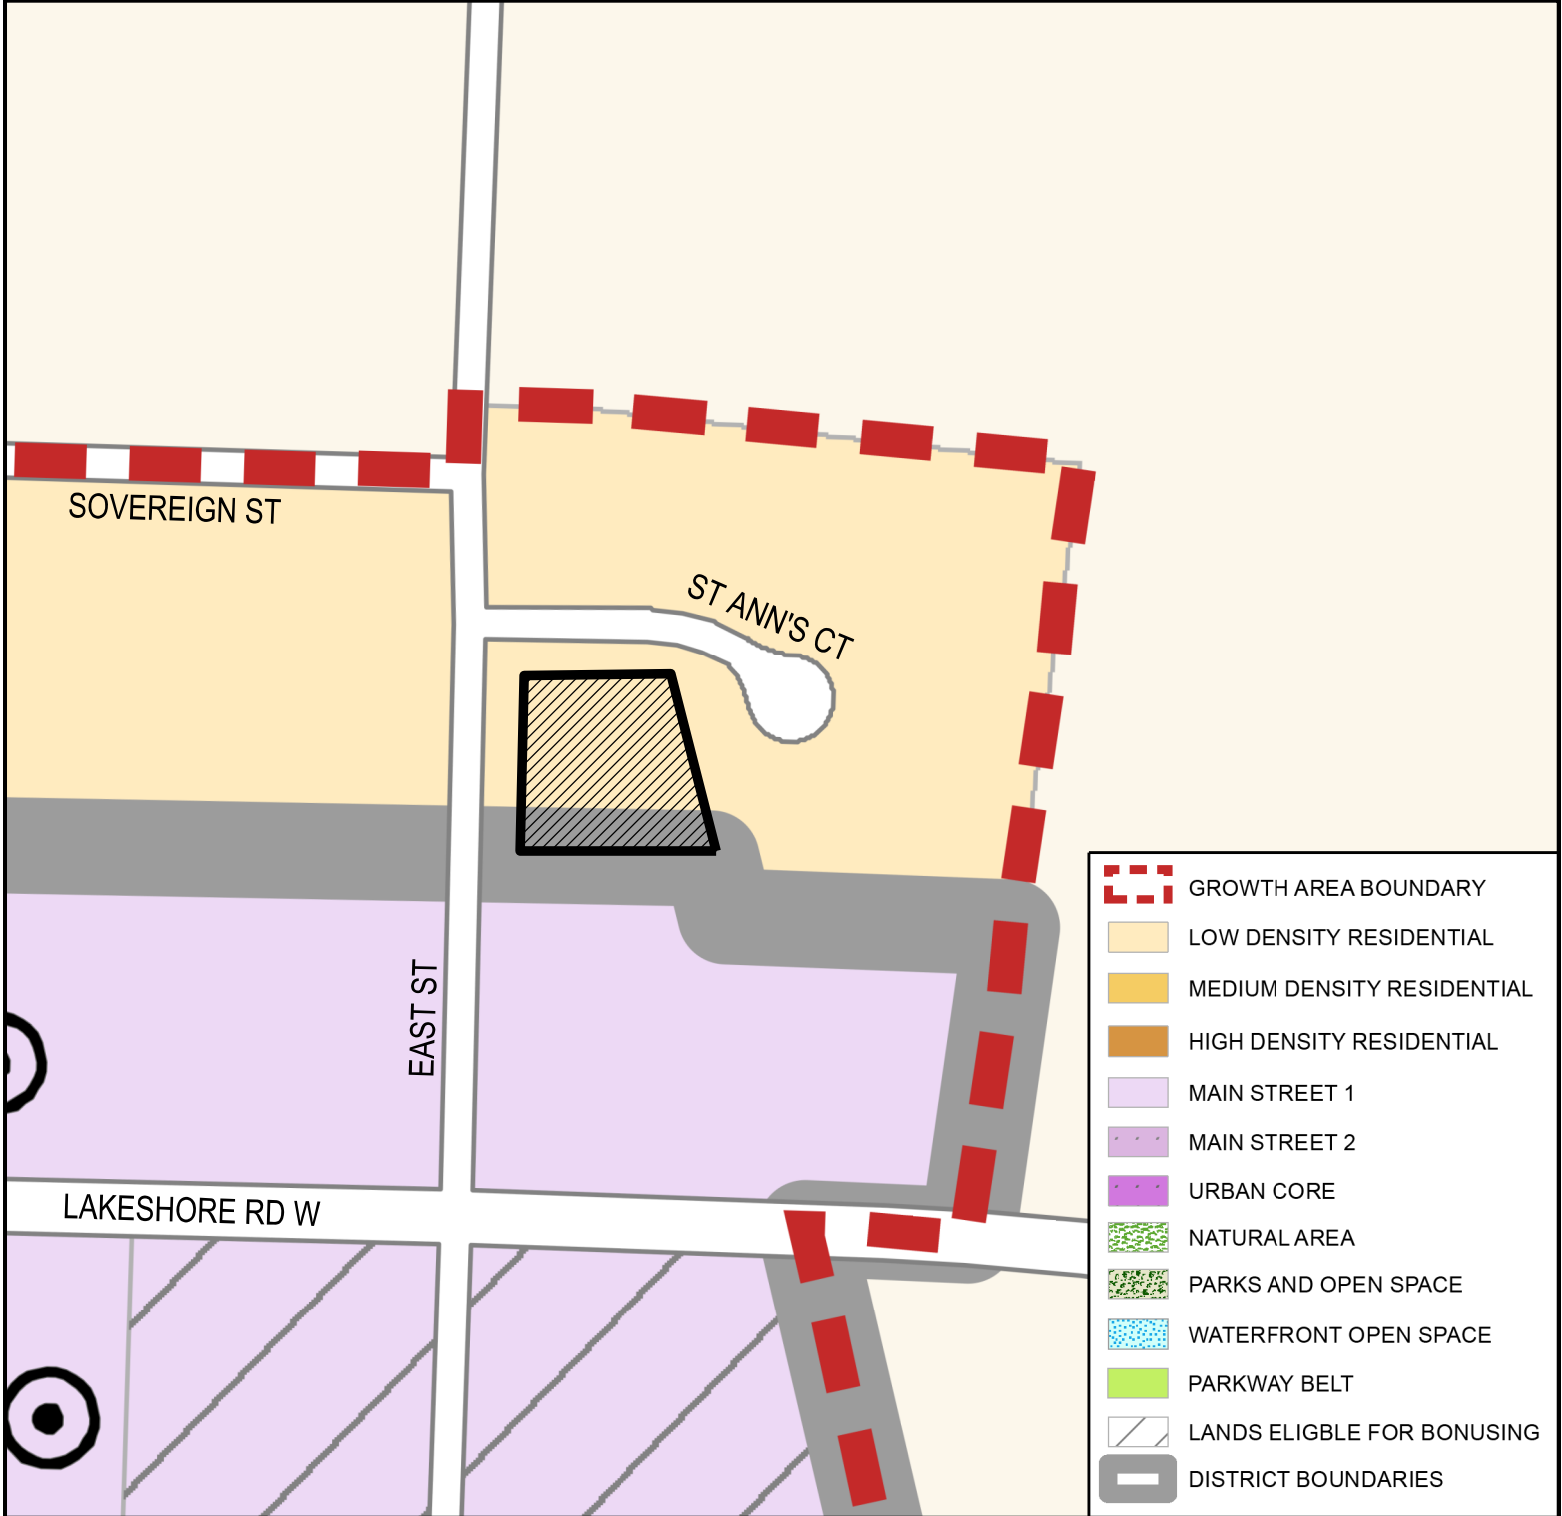 SOVEREIGN ST
ST ANN'S CT
EAST ST
LAKESHORE RD W
GROWTH AREA BOUNDARY
LOW DENSITY RESIDENTIAL
MEDIUM DENSITY RESIDENTIAL
HIGH DENSITY RESIDENTIAL
MAIN STREET 1
MAIN STREET 2
URBAN CORE
NATURAL AREA
PARKS AND OPEN SPACE
WATERFRONT OPEN SPACE
PARKWAY BELT
LANDS ELIGBLE FOR BONUSING
DISTRICT BOUNDARIES